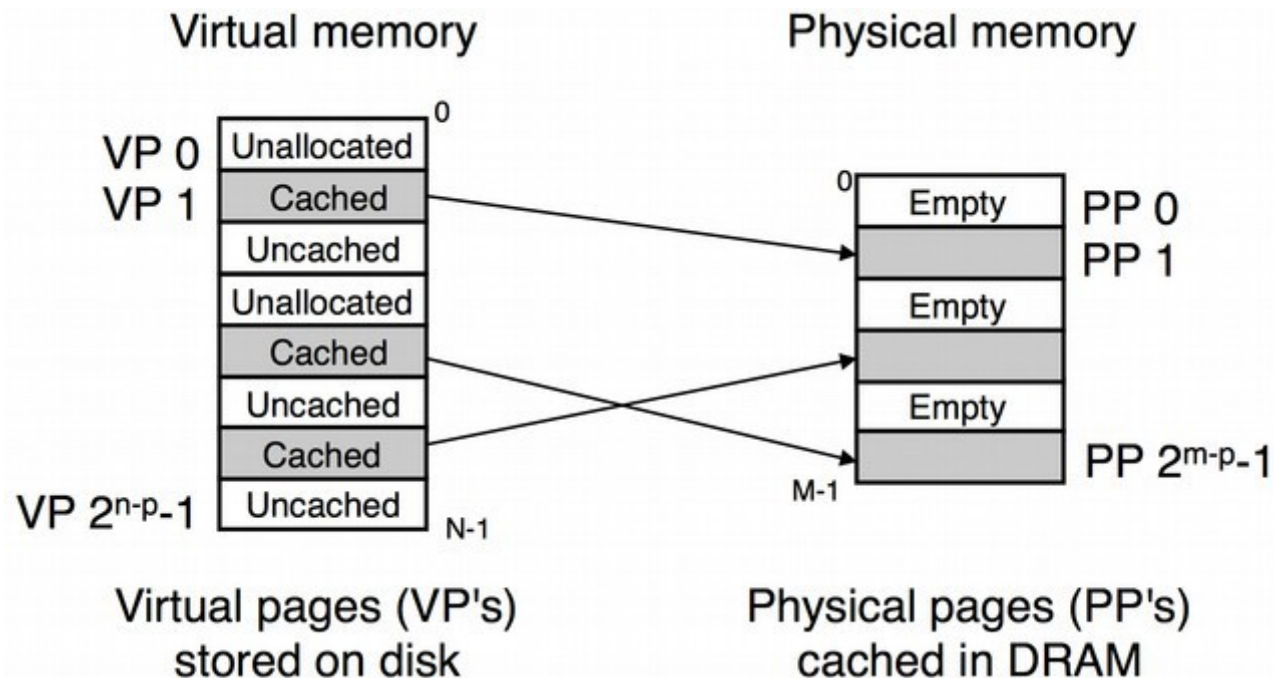 Virtual memory
Physical memory
0
VP 0 Unallocated
VP 1 Cached
Uncached
Unallocated
Cached
Uncached
Cached
VP 2ⁿ⁻ᵖ-1 Uncached
N-1
0
Empty PP 0
PP 1
Empty
Empty
PP 2ᵐ⁻ᵖ-1
M-1
Virtual pages (VP's)
stored on disk
Physical pages (PP's)
cached in DRAM